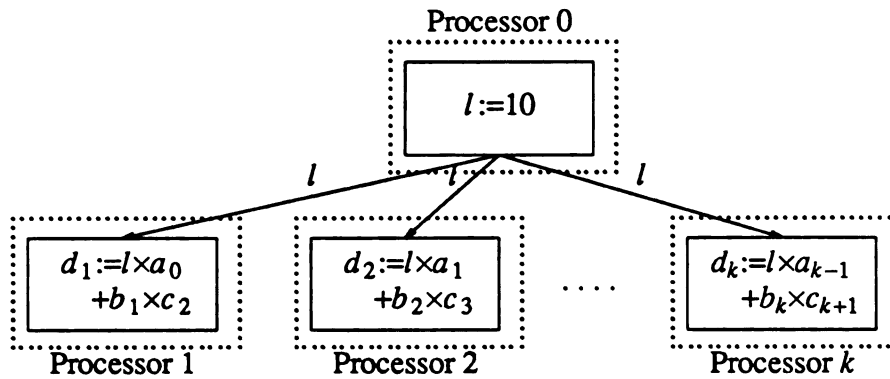 Processor 0
l:=10
l l l
d₁:=l×a₀ d₂:=l×a₁ dₖ:=l×aₖ₋₁
+b₁×c₂ +b₂×c₃ . . . . +bₖ×cₖ₊₁
Processor 1 Processor 2 Processor k